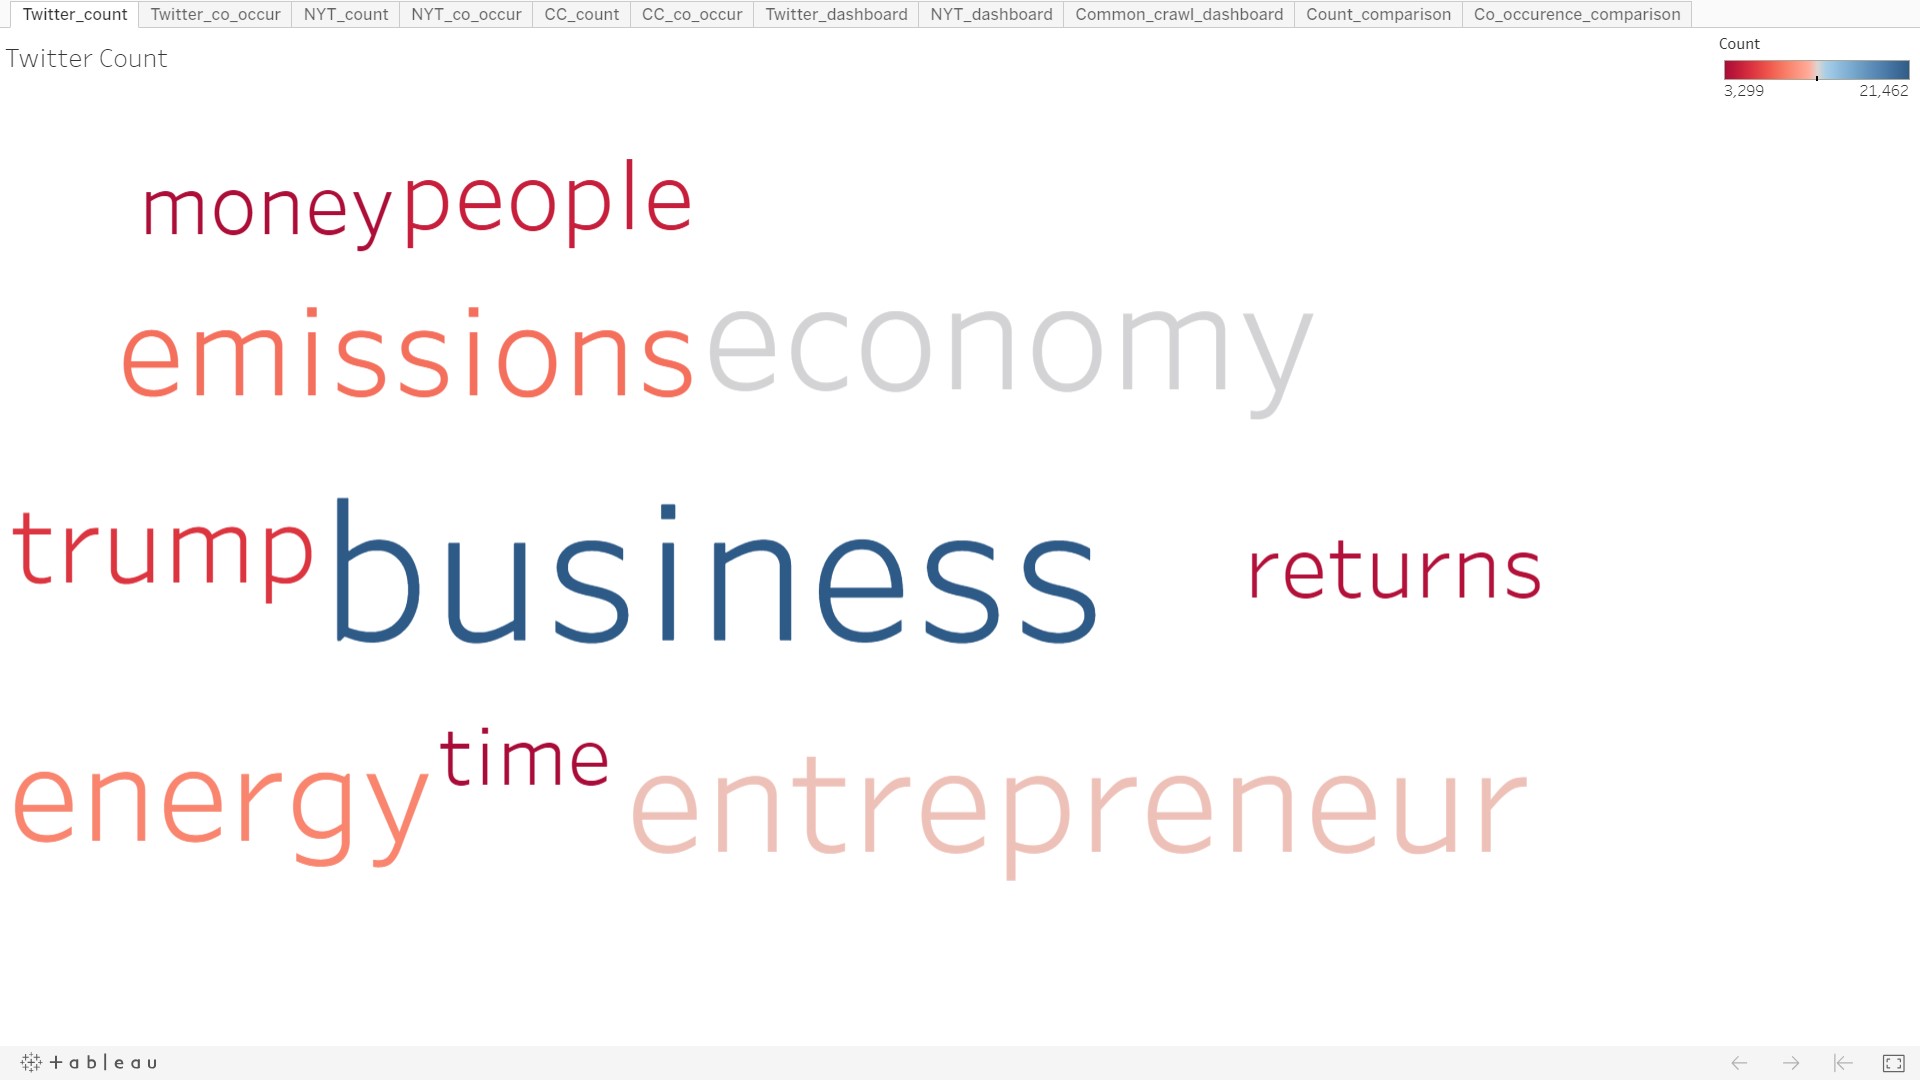 Twitter_count Twitter_co_occur NYT_count NYT_co_occur CC_count CC_co_occur Twitter_dashboard NYT_dashboard Common_crawl_dashboard Count_comparison Co_occurence_comparison
Twitter Count
Count
3,299 21,462
money people
emissions economy
trump business returns
energy time entrepreneur
+ableau